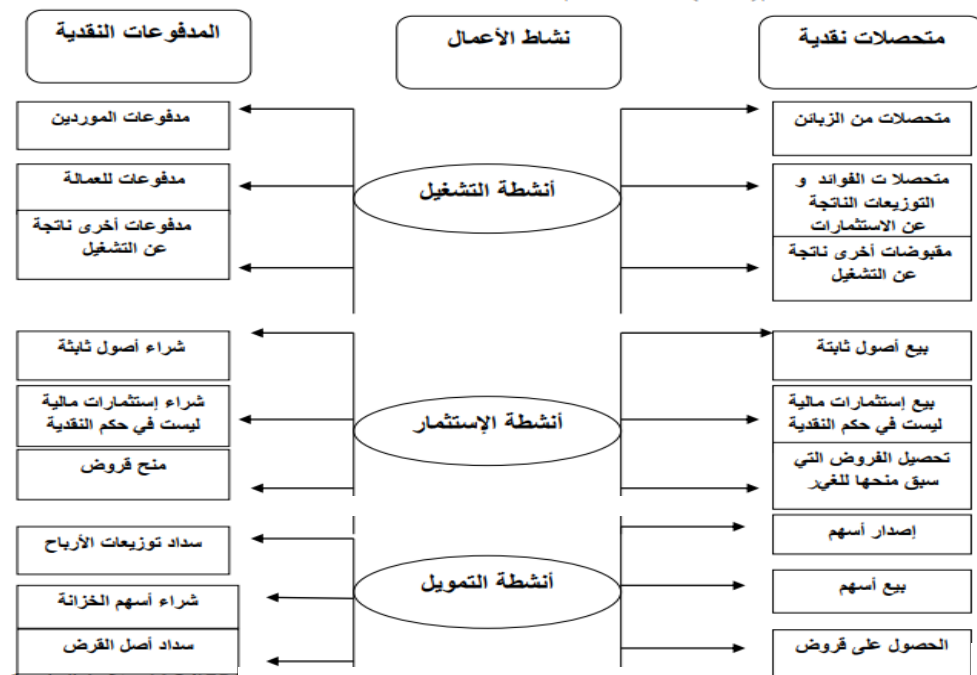 متحصلات نقدية
نشاط الأعمال
المدفوعات النقدية
متحصلات من الزبائن
متحصلا ت الفوائد و
التوزيعات الناتجة
عن الاستثمارات
مقبوضات أخرى ناتجة
عن التشغيل
أنشطة التشغيل
مدفوعات الموردين
مدفوعات للعمالة
مدفوعات أخرى ناتجة
عن التشغيل
بيع أصول ثابتة
بيع إستثمارات مالية
ليست في حكم النقدية
تحصيل القروض التي
سبق منحها للغير
أنشطة الإستثمار
شراء أصول ثابثة
شراء إستثمارات مالية
ليست في حكم النقدية
منح قروض
إصدار أسهم
بيع أسهم
الحصول على قروض
أنشطة التمويل
سداد توزيعات الأرباح
شراء أسهم الخزانة
سداد أصل القرض